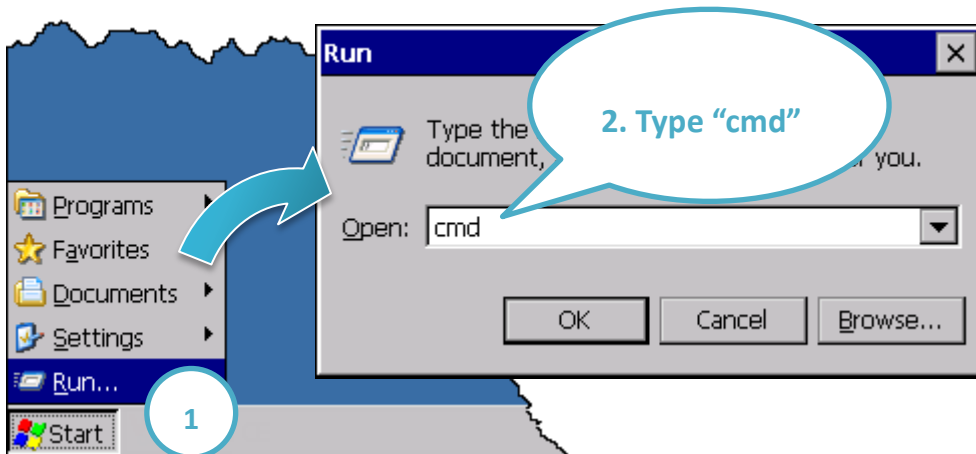 Run
2. Type “cmd”
Type the
document, r you.
Open: cmd
OK Cancel Browse...
Programs
Favorites
Documents
Settings
Run...
1
Start